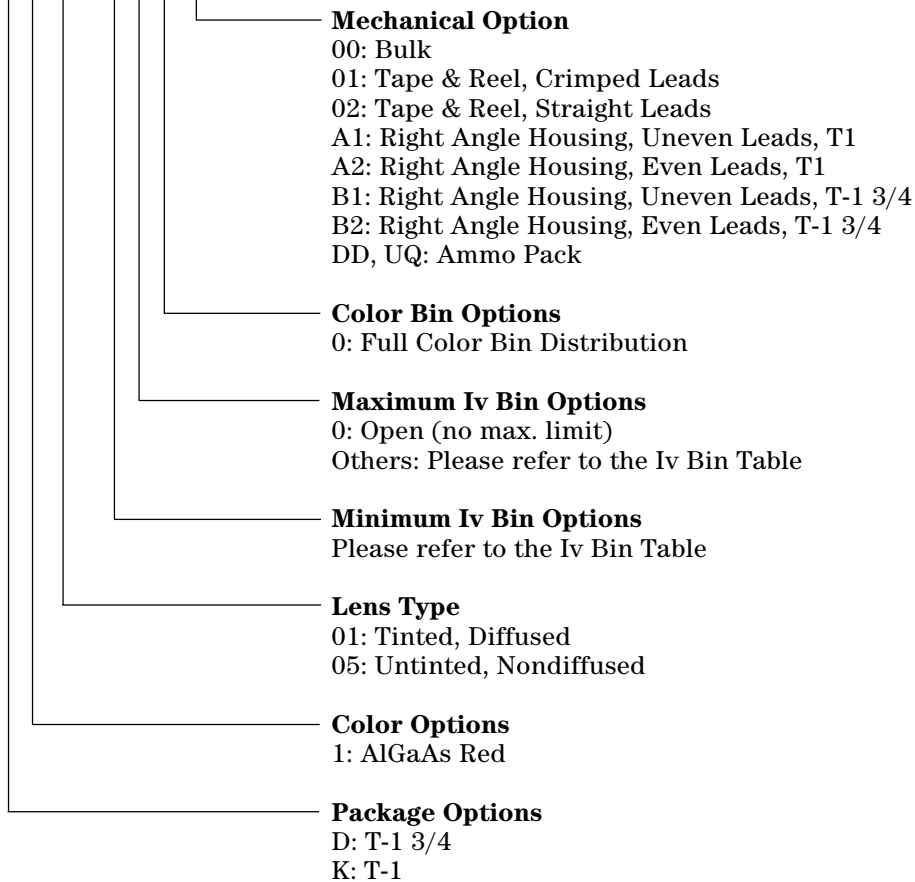 Mechanical Option
00: Bulk
01: Tape & Reel, Crimped Leads
02: Tape & Reel, Straight Leads
A1: Right Angle Housing, Uneven Leads, T1
A2: Right Angle Housing, Even Leads, T1
B1: Right Angle Housing, Uneven Leads, T-1 3/4
B2: Right Angle Housing, Even Leads, T-1 3/4
DD, UQ: Ammo Pack
Color Bin Options
0: Full Color Bin Distribution
Maximum Iv Bin Options
0: Open (no max. limit)
Others: Please refer to the Iv Bin Table
Minimum Iv Bin Options
Please refer to the Iv Bin Table
Lens Type
01: Tinted, Diffused
05: Untinted, Nondiffused
Color Options
1: AlGaAs Red
Package Options
D: T-1 3/4
K: T-1